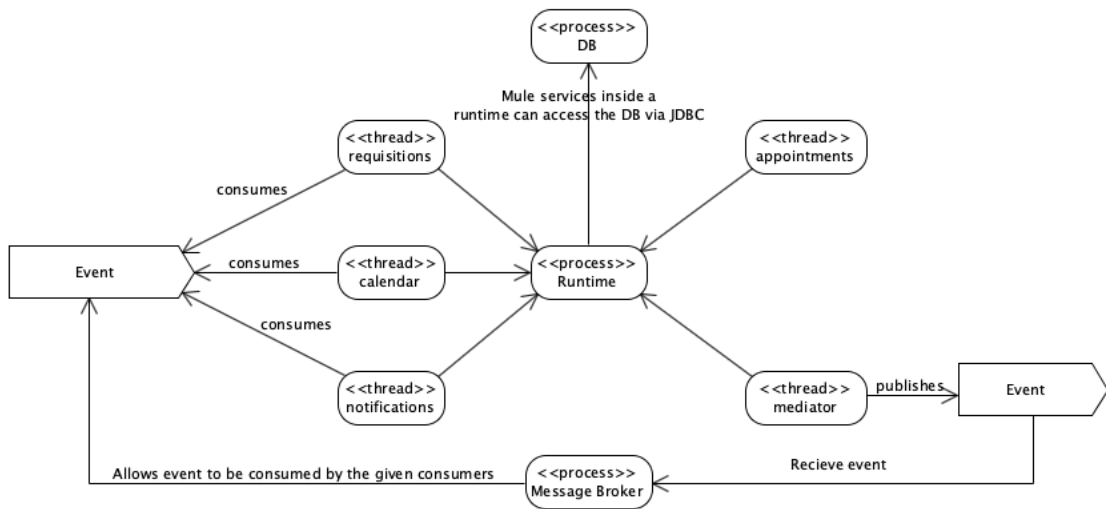 <<process>>
DB
Mule services inside a
runtime can access the DB via JDBC
<<thread>>
requisitions
<<thread>>
appointments
consumes
Event
consumes
<<thread>>
calendar
<<process>>
Runtime
consumes
<<thread>>
notifications
<<thread>>
mediator
publishes
Event
Allows event to be consumed by the given consumers
<<process>>
Message Broker
Recieve event